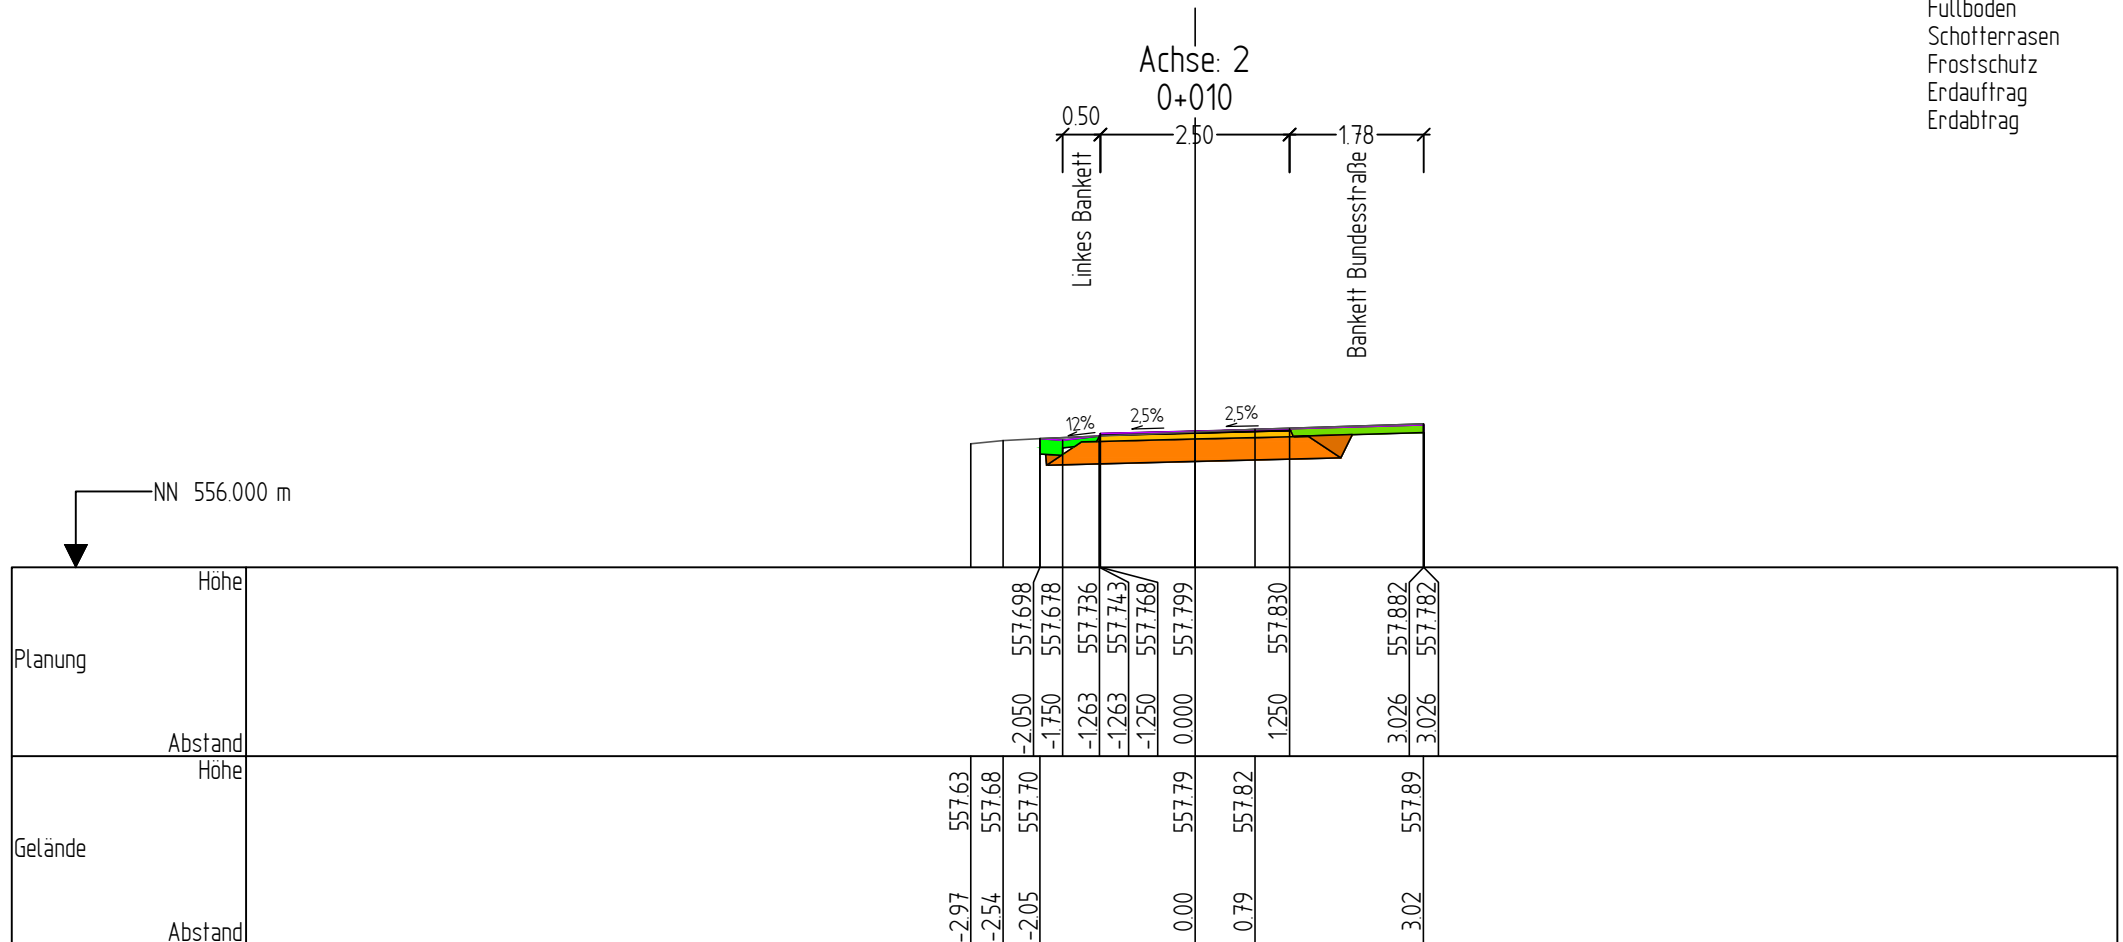 Füllboden
Schotterrasen
Frostschutz
Erdauftrag
Erdabtrag
Achse: 2
0+010
0.50
2.50
1.78
Linkes Bankett
Bankett Bundesstraße
12%
2,5%
2,5%
NN 556.000 m
Planung
Höhe
557.698
557.678
557.736
557.743
557.768
557.799
557.830
557.882
557.782
Abstand
-2.050
-1.750
-1.263
-1.263
-1.250
0.000
1.250
3.026
3.026
Gelände
Höhe
557.63
557.68
557.70
557.79
557.82
557.89
Abstand
-2.97
-2.54
-2.05
0.00
0.79
3.02